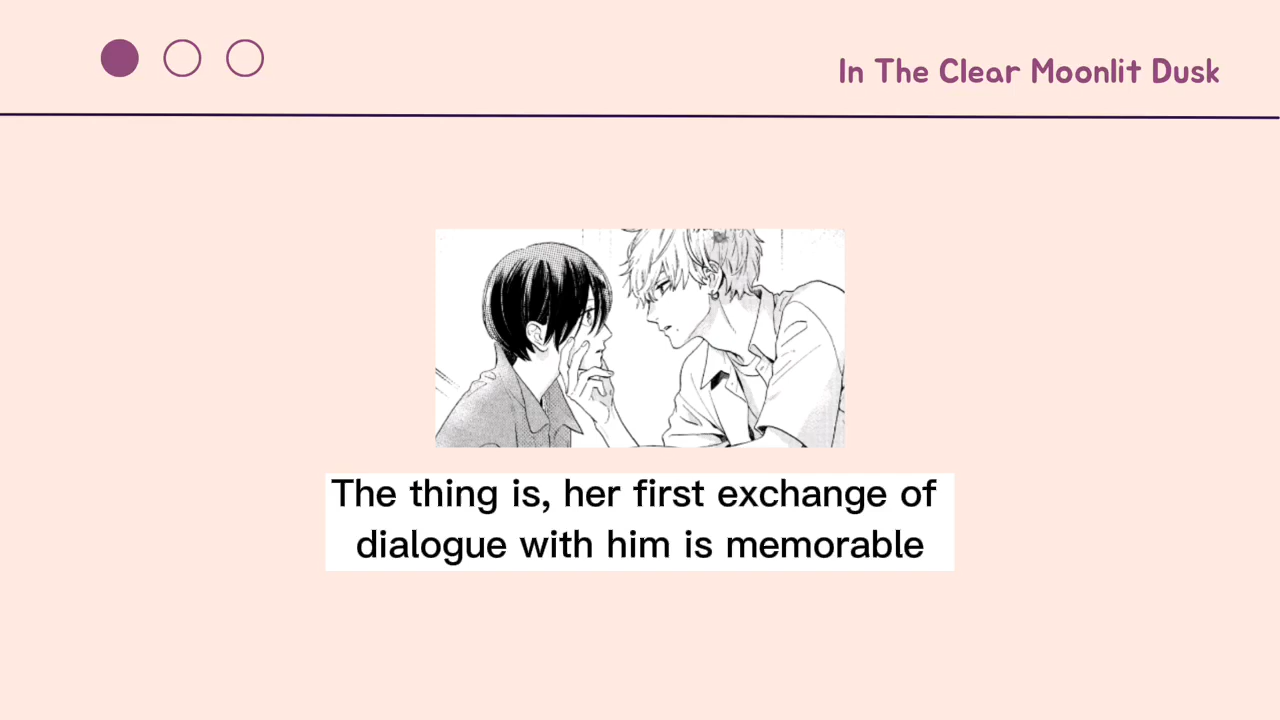 In The Clear Moonlit Dusk
The thing is, her first exchange of
dialogue with him is memorable